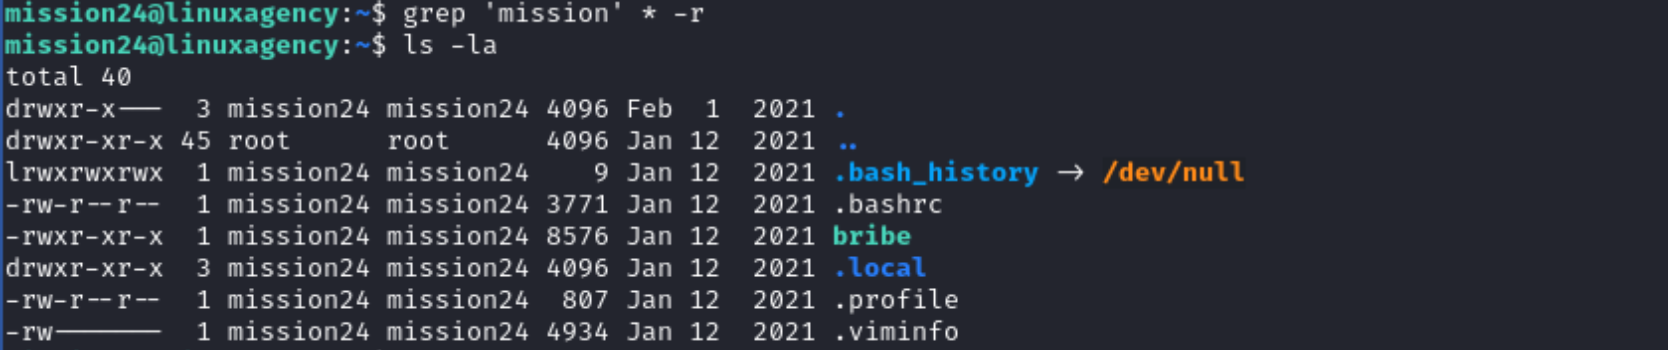 mission24@linuxagency:~$ grep 'mission' * -r
mission24@linuxagency:~$ ls -la
total 40
drwxr-x---  3 mission24 mission24 4096 Feb  1  2021 .
drwxr-xr-x 45 root      root      4096 Jan 12  2021 ..
lrwxrwxrwx  1 mission24 mission24    9 Jan 12  2021 .bash_history -> /dev/null
-rw-r--r--  1 mission24 mission24 3771 Jan 12  2021 .bashrc
-rwxr-xr-x  1 mission24 mission24 8576 Jan 12  2021 bribe
drwxr-xr-x  3 mission24 mission24 4096 Jan 12  2021 .local
-rw-r--r--  1 mission24 mission24  807 Jan 12  2021 .profile
-rw-------  1 mission24 mission24 4934 Jan 12  2021 .viminfo